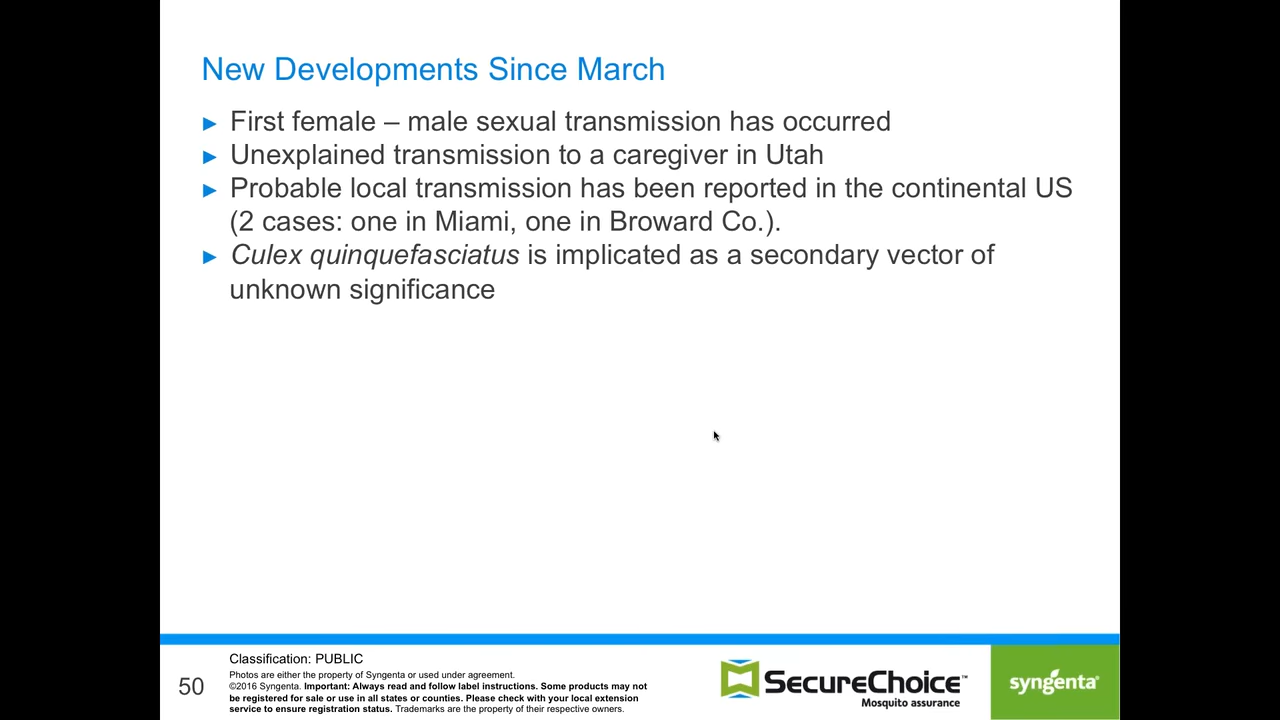 New Developments Since March
► First female – male sexual transmission has occurred
► Unexplained transmission to a caregiver in Utah
► Probable local transmission has been reported in the continental US
(2 cases: one in Miami, one in Broward Co.).
► Culex quinquefasciatus is implicated as a secondary vector of
unknown significance
50
Classification: PUBLIC
Photos are either the property of Syngenta or used under agreement.
©2016 Syngenta. Important: Always read and follow label instructions. Some products may not
be registered for sale or use in all states or counties. Please check with your local extension
service to ensure registration status. Trademarks are the property of their respective owners.
SecureChoice™
Mosquito assurance
syngenta